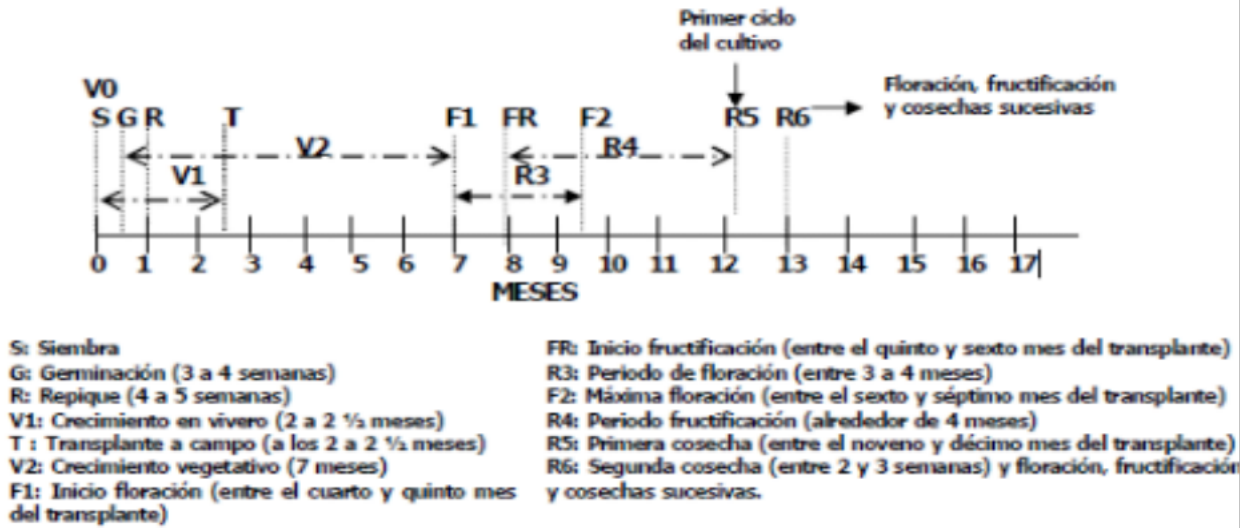 Primer ciclo
del cultivo
Floración, fructificación
y cosechas sucesivas
V0
S G R T F1 FR F2 R5 R6
V2 R4
V1 R3
0 1 2 3 4 5 6 7 8 9 10 11 12 13 14 15 16 17
MESES
S: Siembra
G: Germinación (3 a 4 semanas)
R: Repique (4 a 5 semanas)
V1: Crecimiento en vivero (2 a 2 ½ meses)
T : Transplante a campo (a los 2 a 2 ½ meses)
V2: Crecimiento vegetativo (7 meses)
F1: Inicio floración (entre el cuarto y quinto mes
del transplante)
FR: Inicio fructificación (entre el quinto y sexto mes del transplante)
R3: Periodo de floración (entre 3 a 4 meses)
F2: Máxima floración (entre el sexto y séptimo mes del transplante)
R4: Periodo fructificación (alrededor de 4 meses)
R5: Primera cosecha (entre el noveno y décimo mes del transplante)
R6: Segunda cosecha (entre 2 y 3 semanas) y floración, fructificación
y cosechas sucesivas.